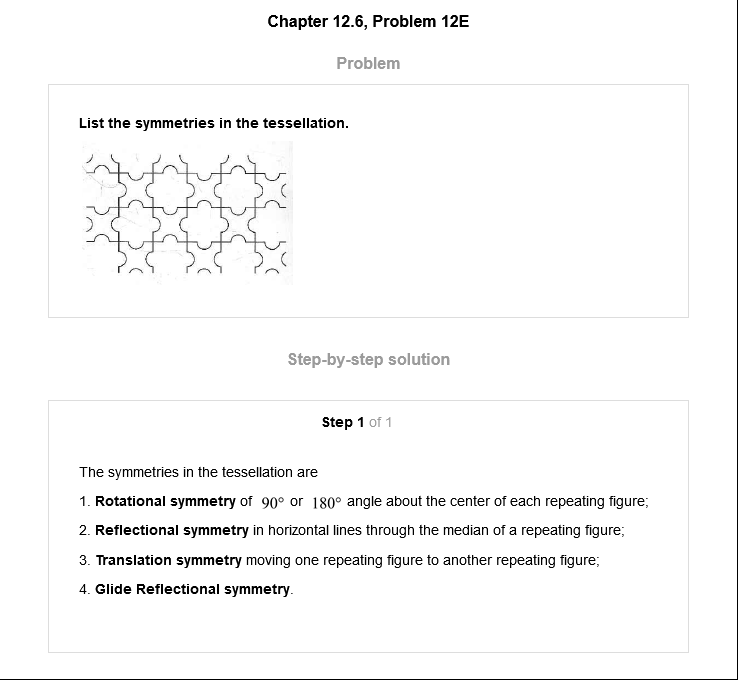 Chapter 12.6, Problem 12E
Problem
List the symmetries in the tessellation.
Step-by-step solution
Step 1 of 1
The symmetries in the tessellation are
1. Rotational symmetry of 90° or 180° angle about the center of each repeating figure;
2. Reflectional symmetry in horizontal lines through the median of a repeating figure;
3. Translation symmetry moving one repeating figure to another repeating figure;
4. Glide Reflectional symmetry.